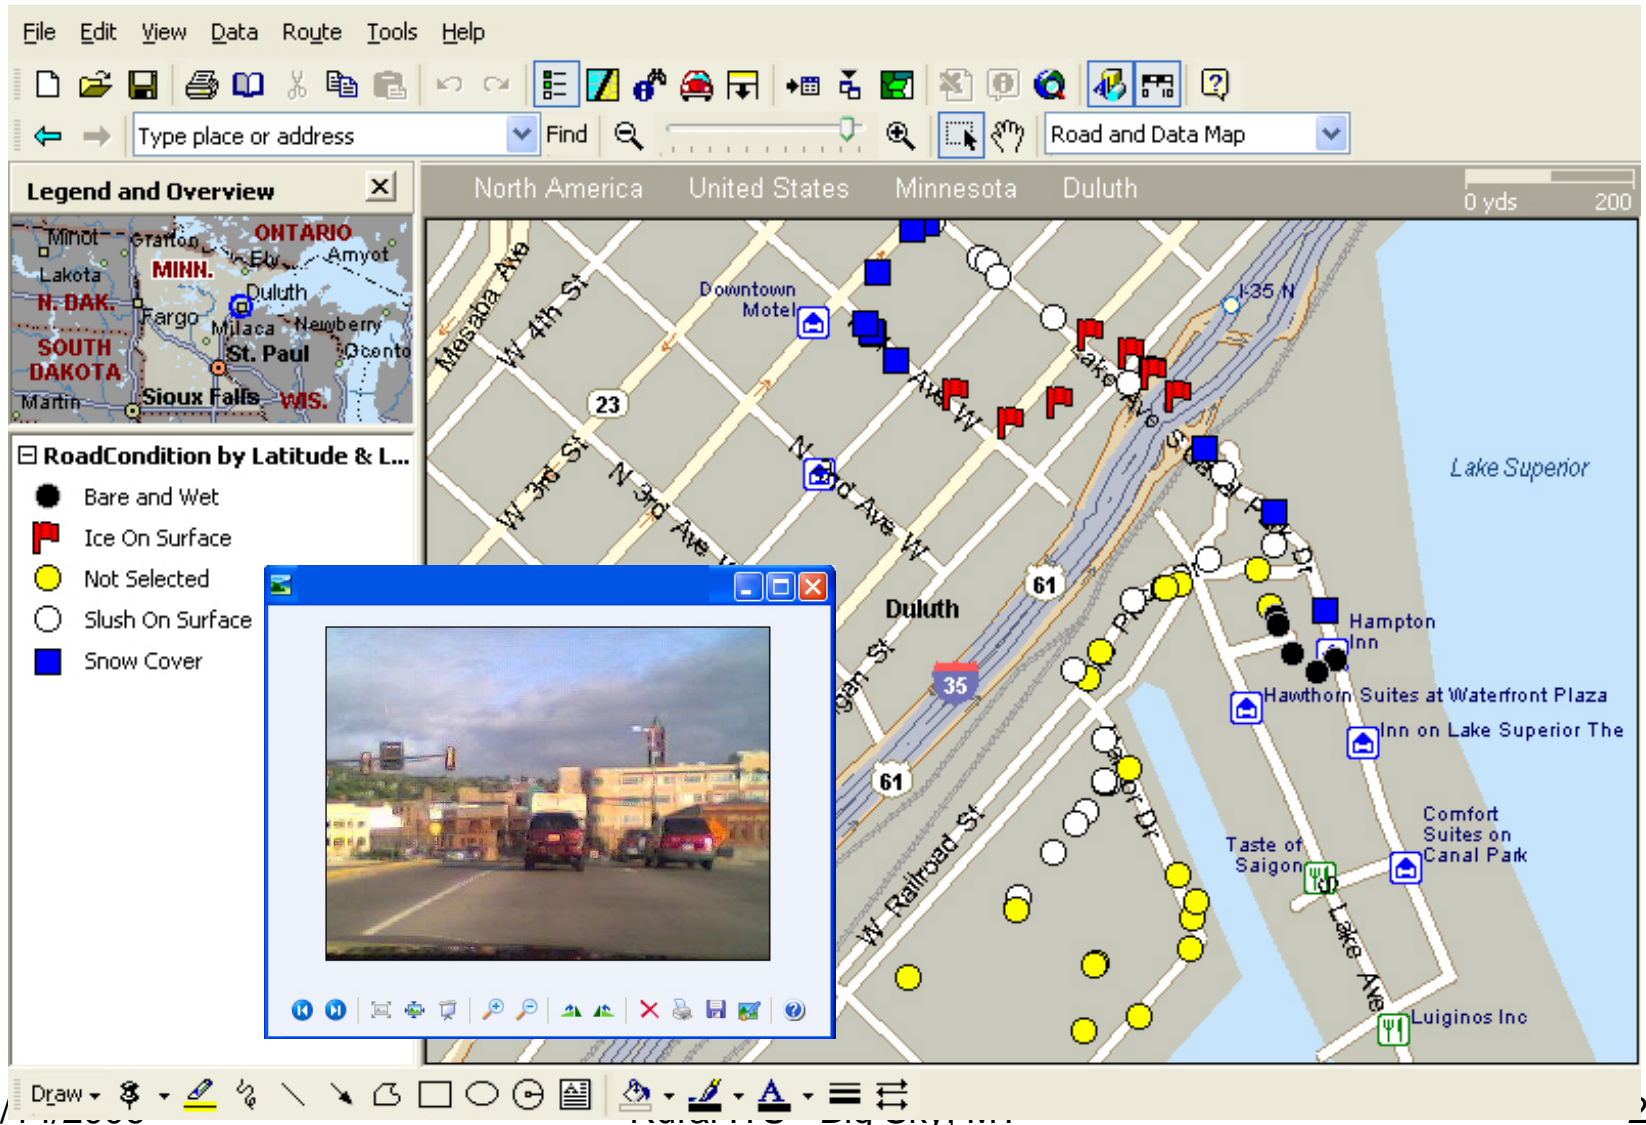 File Edit View Data Route Tools Help
Type place or address Find Road and Data Map
Legend and Overview
North America United States Minnesota Duluth
0 yds 200
Minot Grafton ONTARIO
Ely Amyot
Lakota MINN.
N. DAK. Duluth
Fargo Milaca Newberry
SOUTH DAKOTA St. Paul Oconto
Martin Sioux Falls WIS.
RoadCondition by Latitude & L...
Bare and Wet
Ice On Surface
Not Selected
Slush On Surface
Snow Cover
Mesaba Ave
W 4th St
Downtown
Motel
I-35 N
23
Lake Ave S
Ave W
W 3rd St
N 3rd Ave
N 2nd Ave W
Lake Superior
61
Duluth
Dr
Hampton
Inn
35
Hawthorn Suites at Waterfront Plaza
Inn on Lake Superior The
61
Dr
W Railroad St
Comfort
Suites on
Canal Park
Taste of
Saigon
S Lake Ave
Luiginos Inc
Draw